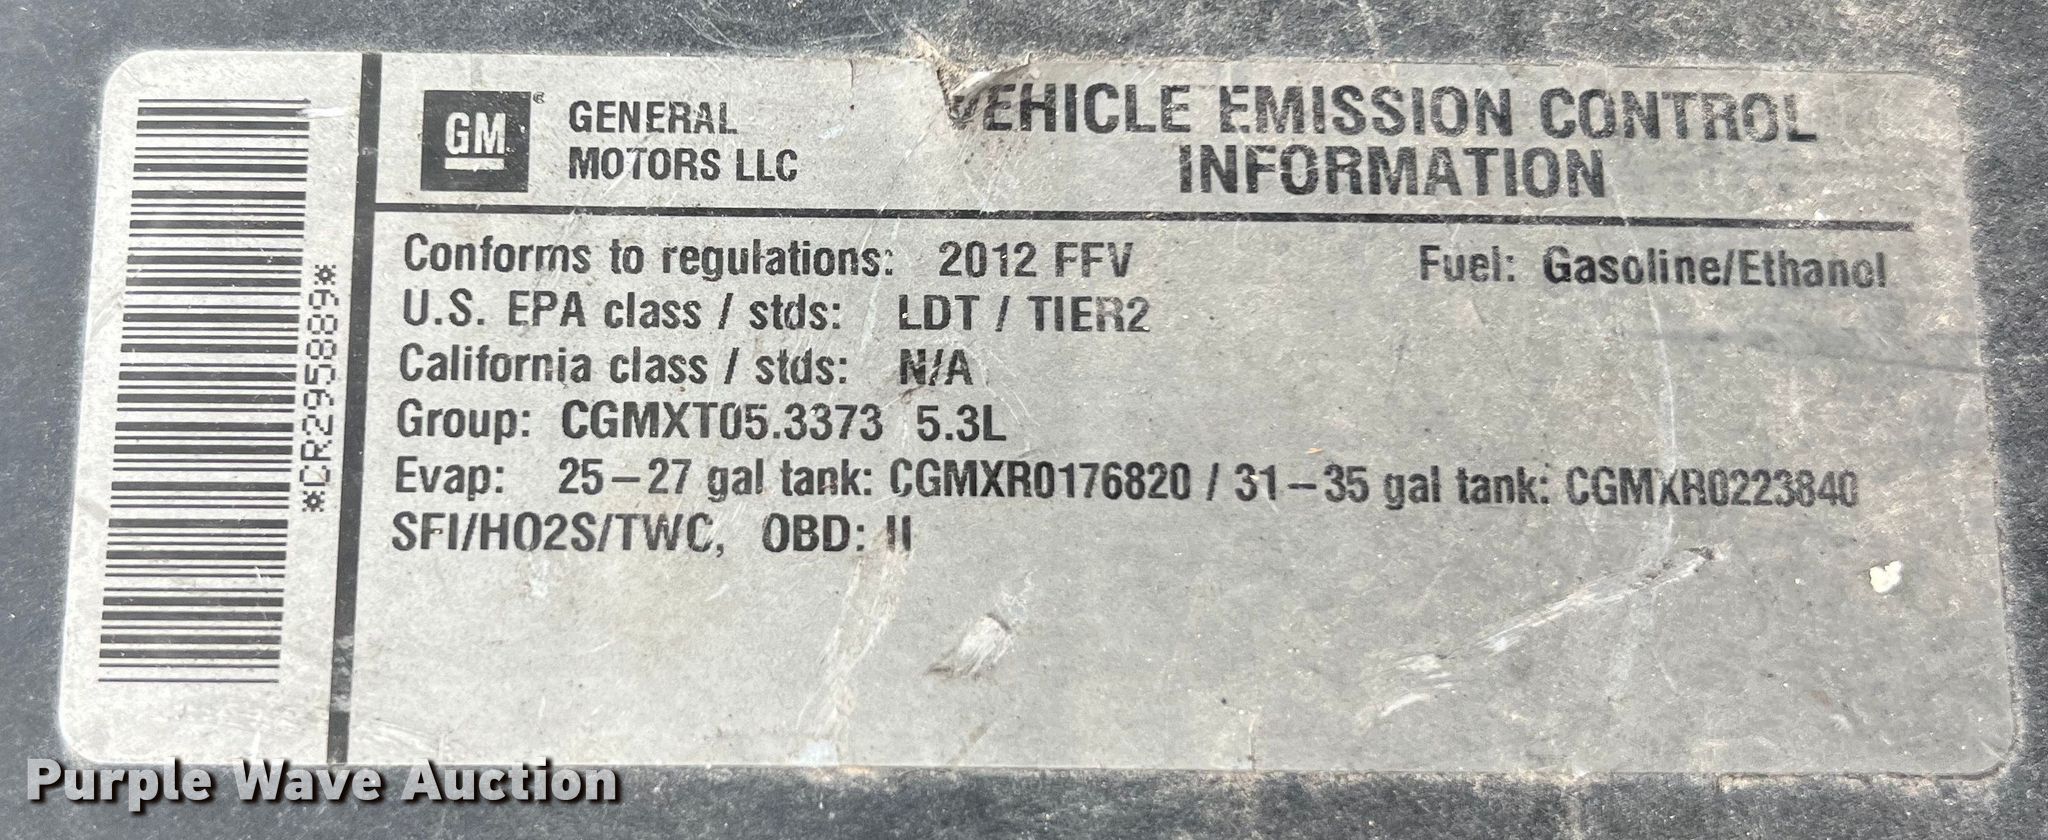 *CR295889*
GM
GENERAL
MOTORS LLC
VEHICLE EMISSION CONTROL
INFORMATION
Conforms to regulations: 2012 FFV Fuel: Gasoline/Ethanol
U.S. EPA class / stds: LDT / TIER2
California class / stds: N/A
Group: CGMXT05.3373 5.3L
Evap: 25-27 gal tank: CGMXR0176820 / 31-35 gal tank: CGMXR0223840
SFI/HO2S/TWC, OBD: II
Purple Wave Auction